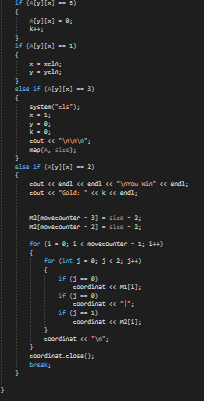 if (A[y][x] == 5)
{
A[y][x] = 0;
k++;
}
if (A[y][x] == 1)
{
x = xcln;
y = ycln;
}
else if (A[y][x] == 3)
{
system("cls");
x = 1;
y = 0;
k = 0;
cout << "\n\n\n";
map(A, size);
}
else if (A[y][x] == 2)
{
cout << endl << endl << "\nYou Win" << endl;
cout << "Gold: " << k << endl;
M1[movecounter - 3] = size - 2;
M2[movecounter - 2] = size - 2;
for (i = 0; i < movecounter - 1; i++)
{
for (int j = 0; j < 2; j++)
{
if (j == 0)
coordinat << M1[i];
if (j == 0)
coordinat << "|";
if (j == 1)
coordinat << M2[i];
}
coordinat << "\n";
}
coordinat.close();
break;
}
}